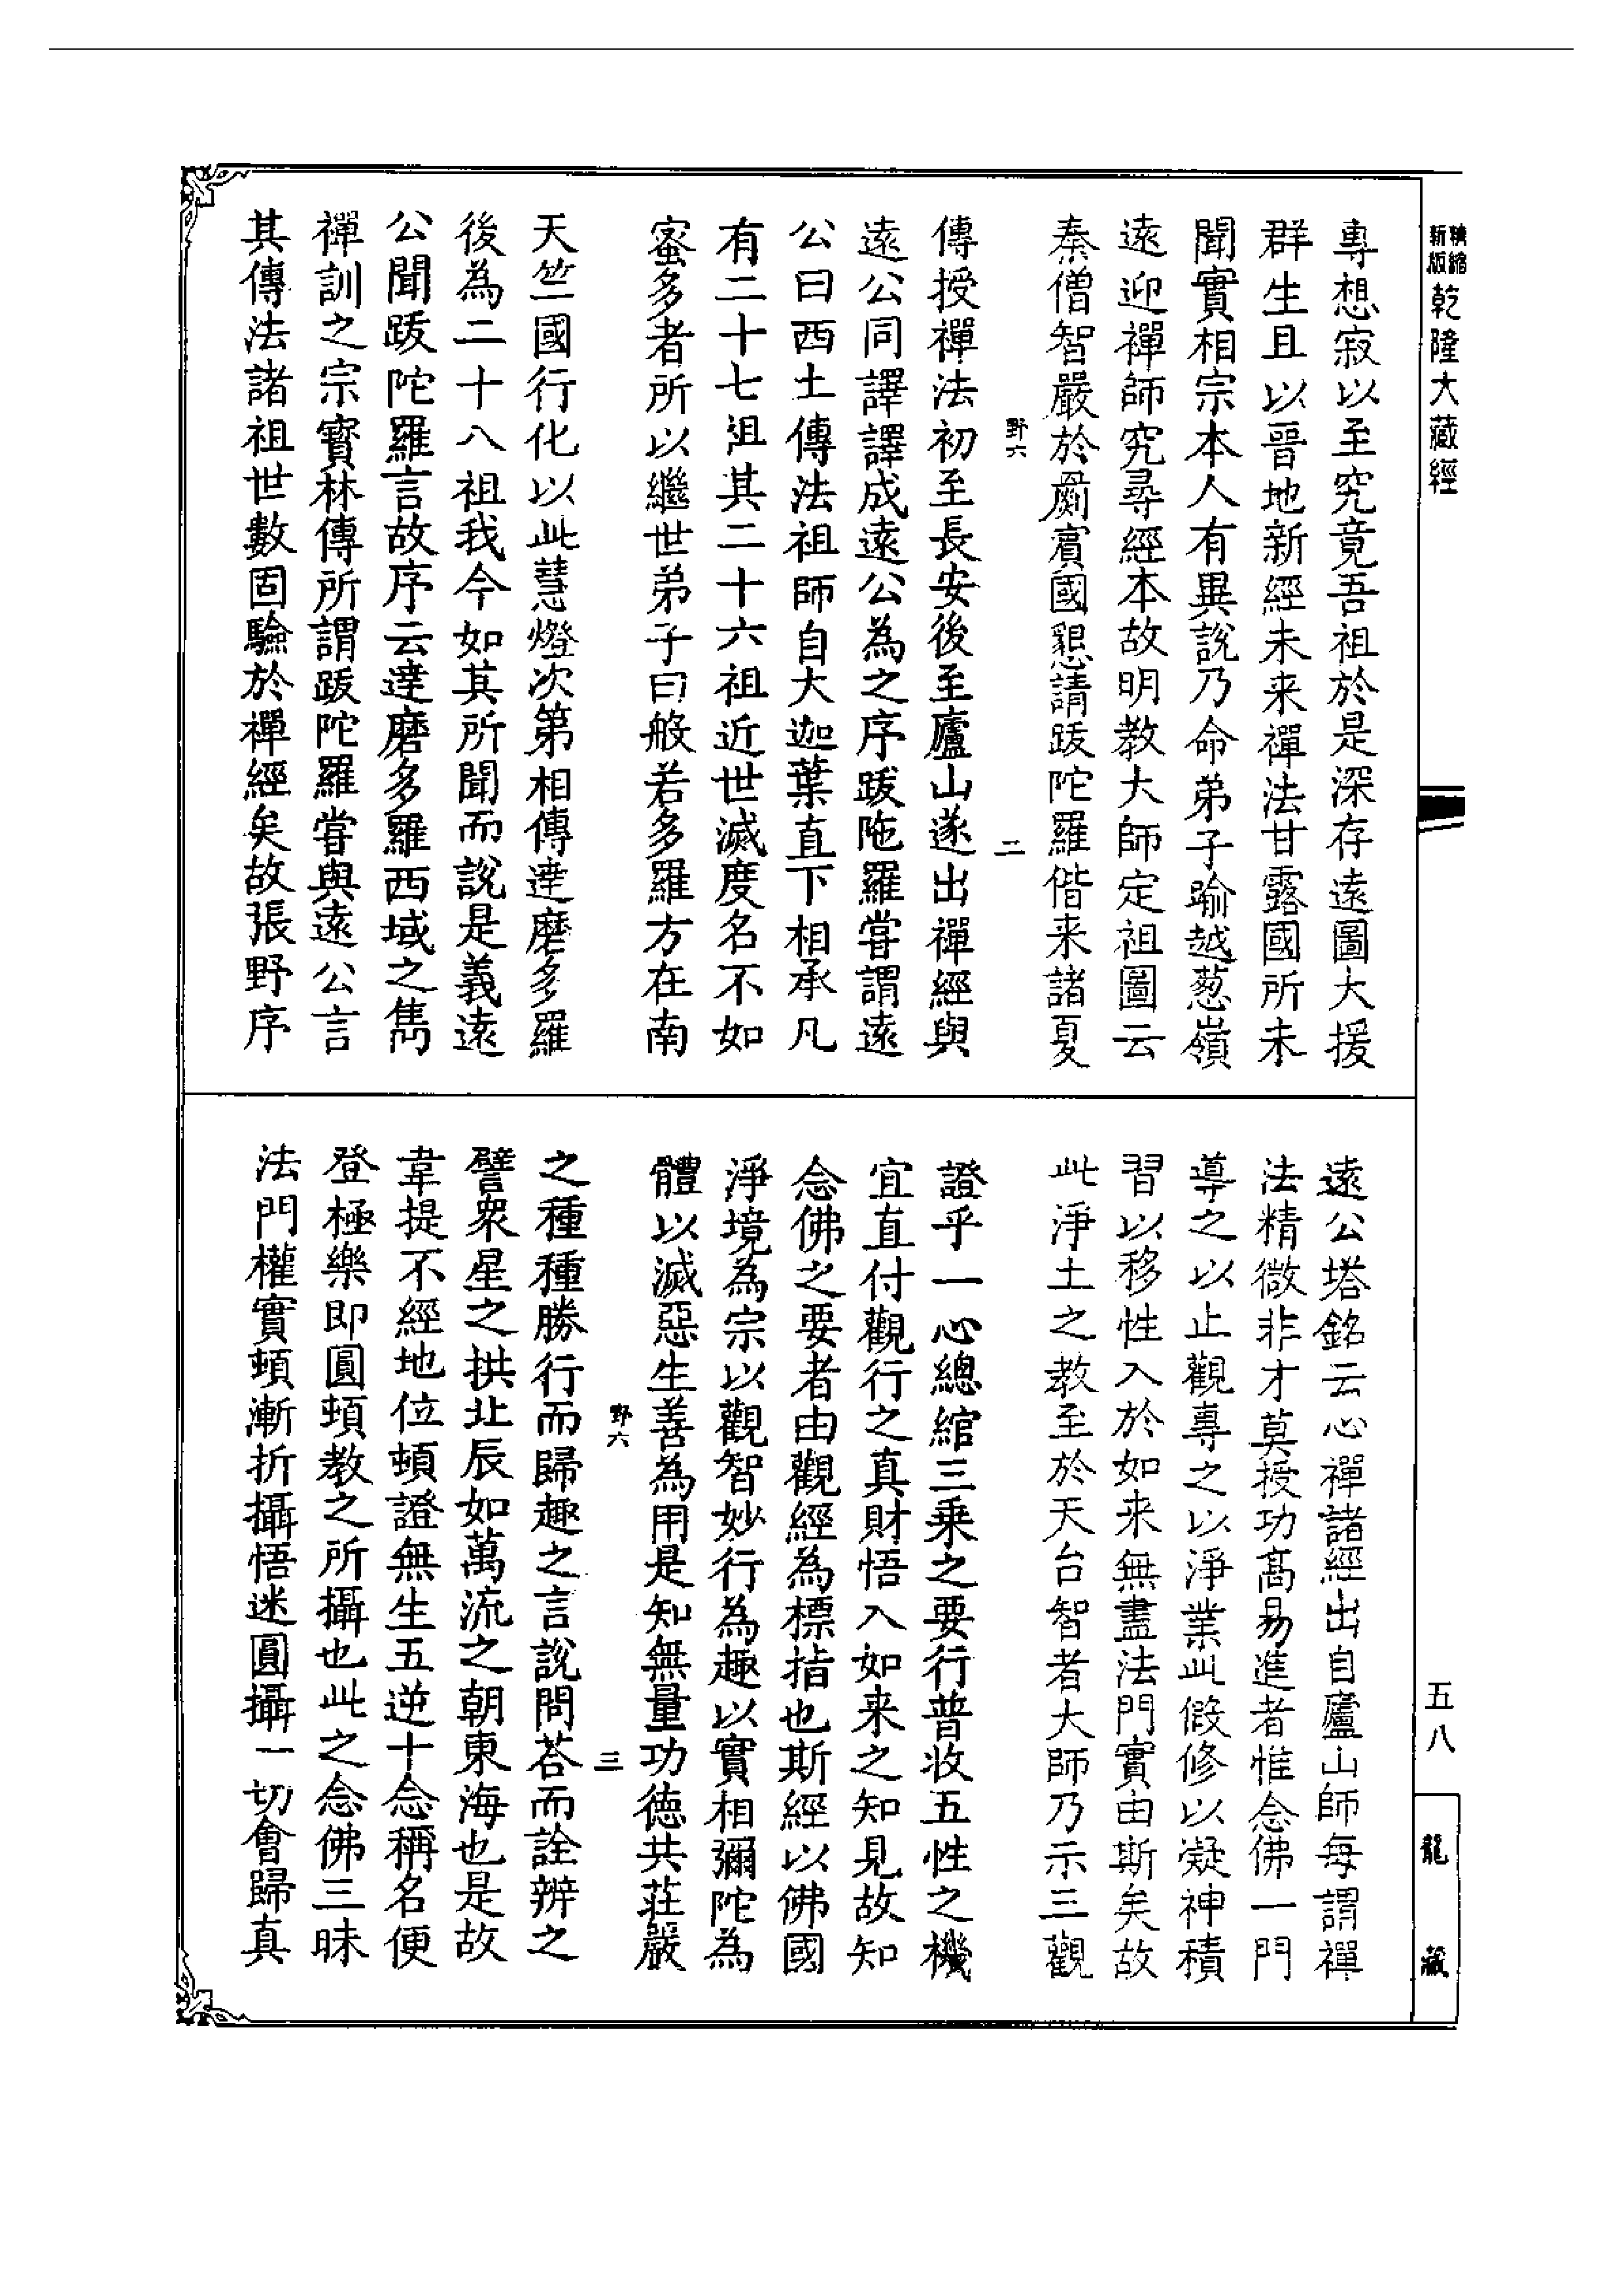 精縮新版乾隆大藏經
專想寂以至究竟吾祖於是深存遠圖大援
群生且以晉地新經未来禪法甘露國所未
聞實相宗本人有異說乃命弟子踰越葱嶺
遠迎禪師究尋經本故明教大師定祖圖云
秦僧智嚴於罽賓國懇請跋陀羅偕来諸夏
野六
二
傳授禪法初至長安後至廬山遂出禪經與
遠公同譯譯成遠公為之序跋陁羅嘗謂遠
公曰西土傳法祖師自大迦葉直下相承凡
有二十七祖其二十六祖近世滅度名不如
蜜多者所以繼世弟子曰般若多羅方在南
天竺國行化以此慧燈次第相傳達磨多羅
後為二十八祖我今如其所聞而說是義遠
公聞跋陀羅言故序云達磨多羅西域之雋
禪訓之宗寶林傳所謂跋陀羅嘗與遠公言
其傳法諸祖世數固驗於禪經矣故張野序
遠公塔銘云心禪諸經出自廬山師每謂禪
法精微非才莫授功髙易進者惟念佛一門
導之以止觀專之以淨業此假修以凝神積
習以移性入於如来無盡法門實由斯矣故
此淨土之教至於天台智者大師乃示三觀
證乎一心總綰三乘之要行普收五性之機
宜直付觀行之真財悟入如来之知見故知
念佛之要者由觀經為標指也斯經以佛國
淨境為宗以觀智妙行為趣以實相彌陀為
體以滅惡生善為用是知無量功德共莊嚴
野六
三
之種種勝行而歸趣之言說問荅而詮辨之
譬衆星之拱北辰如萬流之朝東海也是故
韋提不經地位頓證無生五逆十念稱名便
登極樂即圓頓教之所攝也此之念佛三昧
法門權實頓漸折攝悟迷圓攝一切會歸真
五八
龍藏